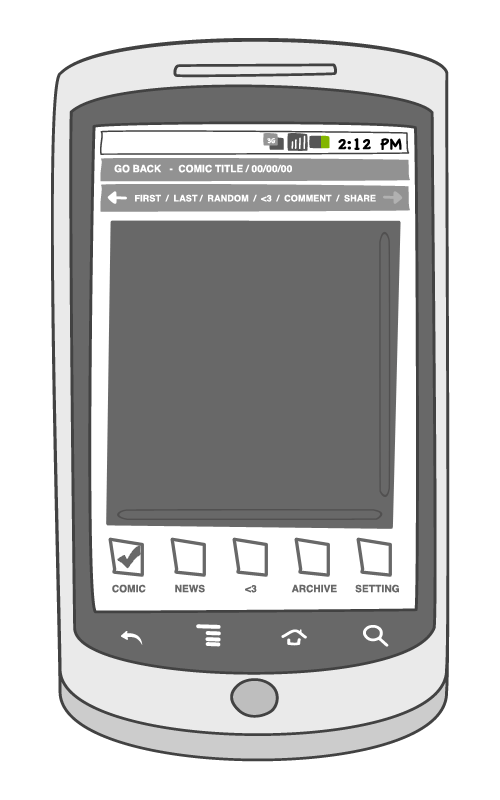 3G 2:12 PM
GO BACK - COMIC TITLE / 00/00/00
FIRST / LAST / RANDOM / <3 / COMMENT / SHARE
COMIC NEWS <3 ARCHIVE SETTING